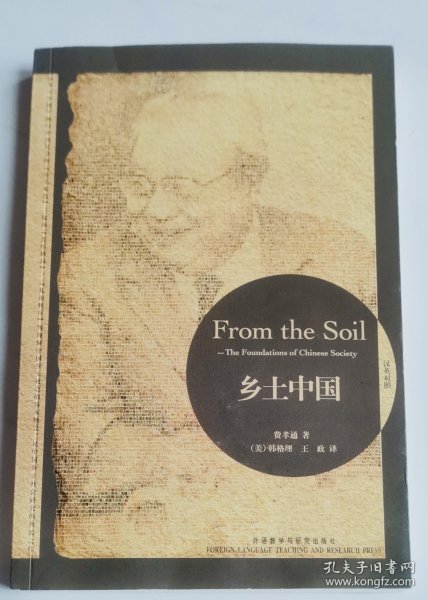 From the Soil
—The Foundations of Chinese Society
乡土中国
汉英对照
费孝通 著
(美)韩格理 王 政 译
外语教学与研究出版社
FOREIGN LANGUAGE TEACHING AND RESEARCH PRESS
孔夫子旧书网
www.kongfz.com